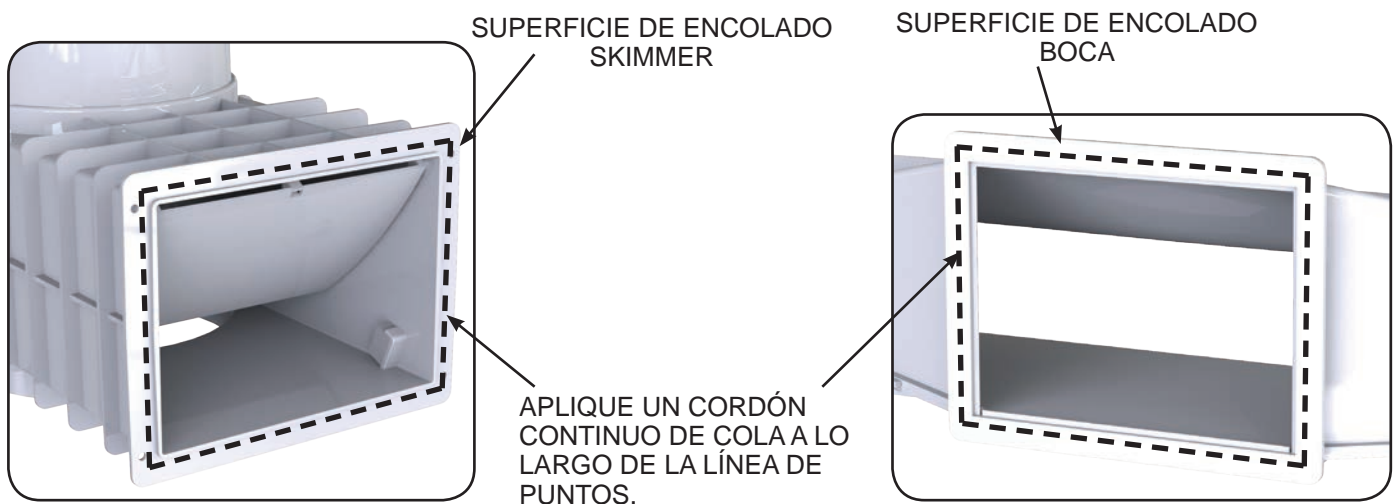 SUPERFICIE DE ENCOLADO
SKIMMER
SUPERFICIE DE ENCOLADO
BOCA
APLIQUE UN CORDÓN
CONTINUO DE COLA A LO
LARGO DE LA LÍNEA DE
PUNTOS.